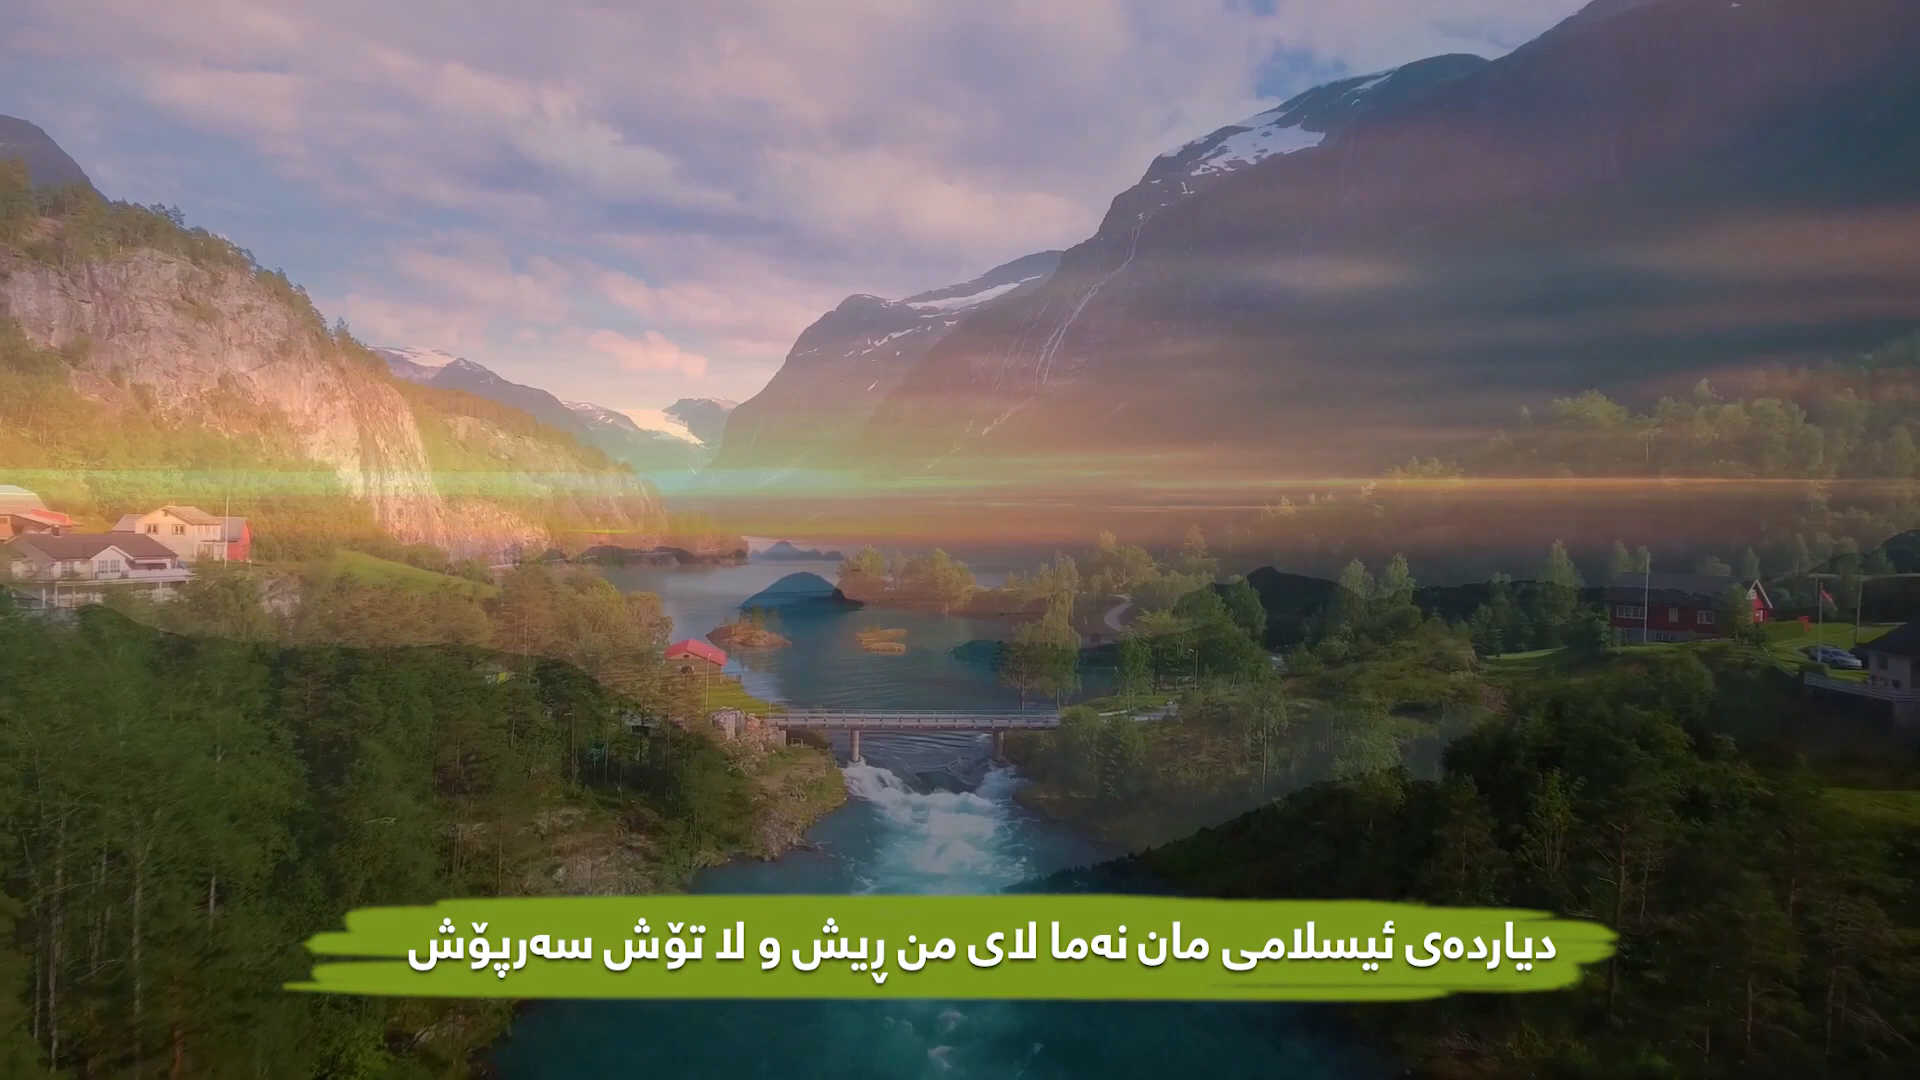 دیاردەی ئیسلامی مان نەما لای من ڕیش و لا تۆش سەرپۆش